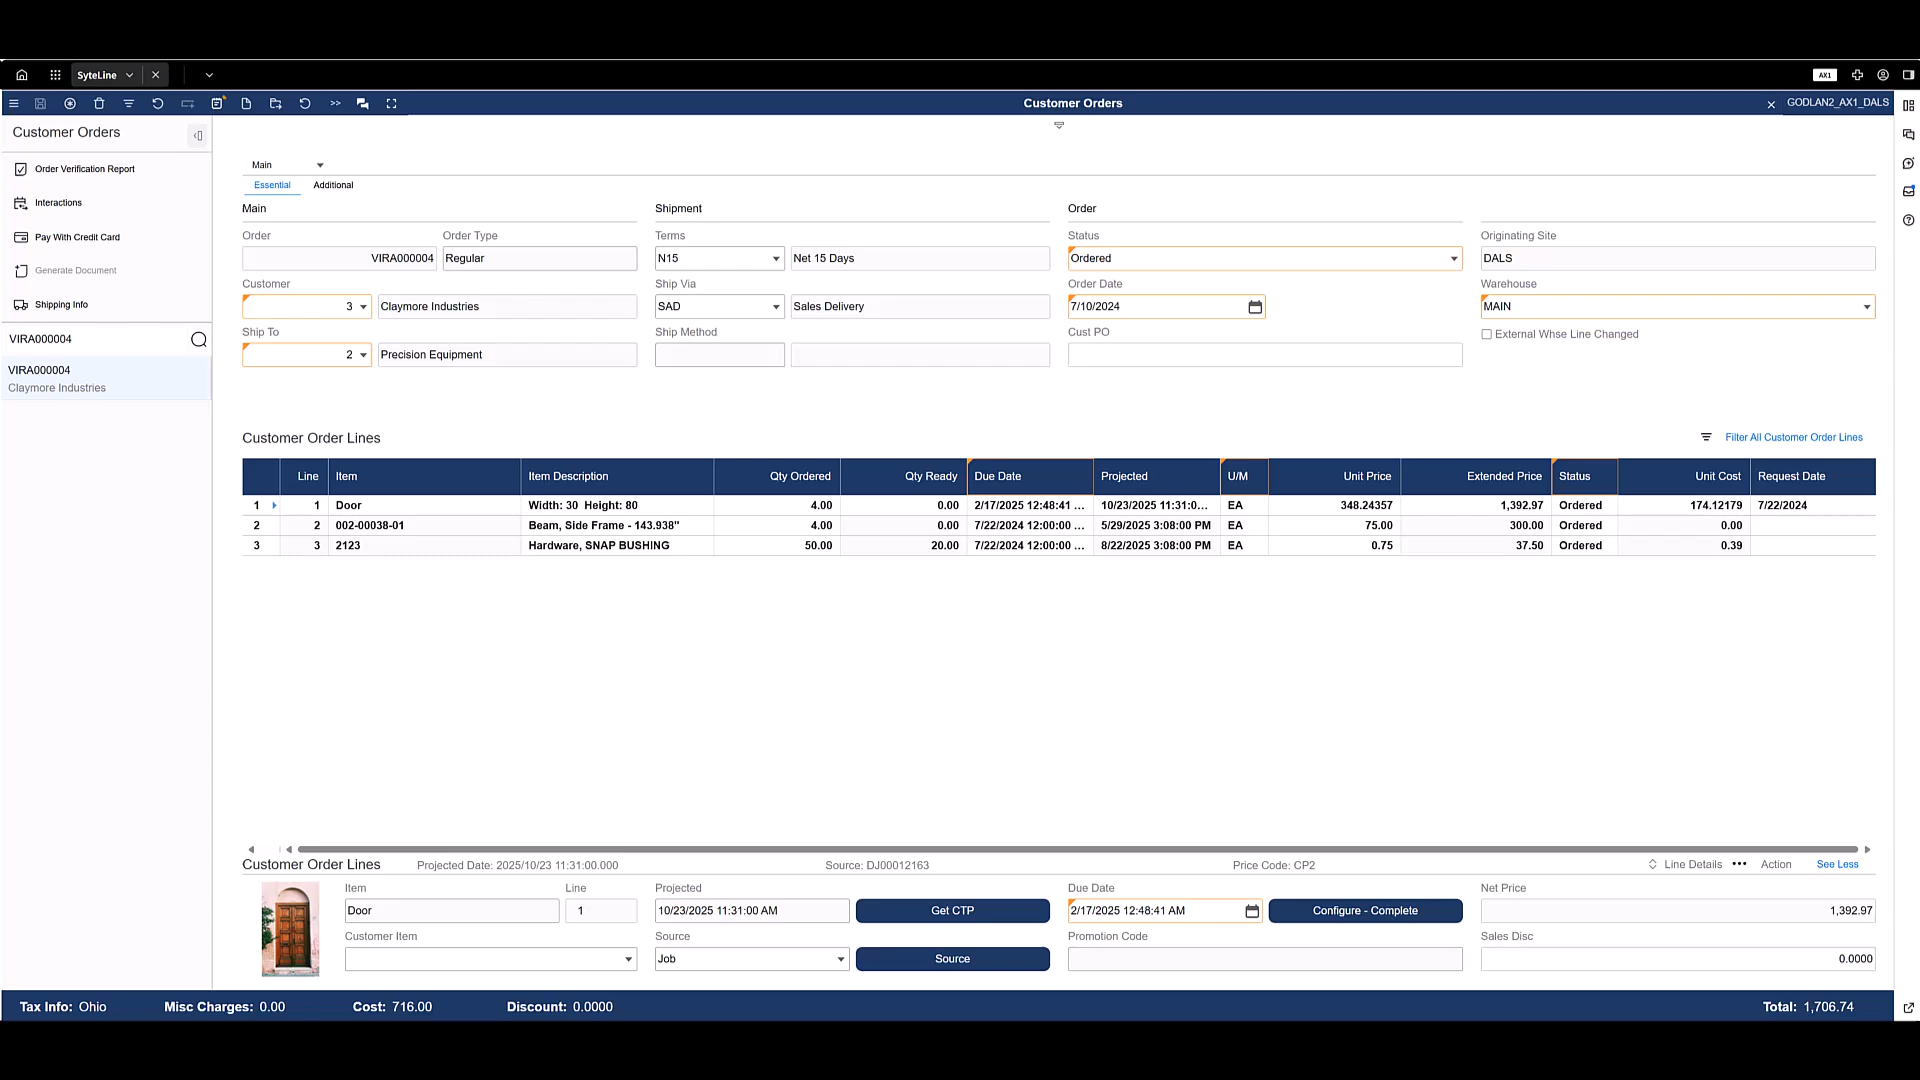 SyteLine
AX1
Customer Orders
GODLAN2_AX1_DALS
Customer Orders
Order Verification Report
Interactions
Pay With Credit Card
Generate Document
Shipping Info
VIRA000004
VIRA000004
Claymore Industries
Main
Essential Additional
Main Shipment Order
Order Order Type Terms Status Originating Site
VIRA000004 Regular N15 Net 15 Days Ordered DALS
Customer Ship Via Order Date Warehouse
3 Claymore Industries SAD Sales Delivery 7/10/2024 MAIN
Ship To Ship Method Cust PO External Whse Line Changed
2 Precision Equipment
Customer Order Lines Filter All Customer Order Lines
Line Item Item Description Qty Ordered Qty Ready Due Date Projected U/M Unit Price Extended Price Status Unit Cost Request Date
1 1 Door Width: 30 Height: 80 4.00 0.00 2/17/2025 12:48:41 ... 10/23/2025 11:31:0... EA 348.24357 1,392.97 Ordered 174.12179 7/22/2024
2 2 002-00038-01 Beam, Side Frame - 143.938" 4.00 0.00 7/22/2024 12:00:00 ... 5/29/2025 3:08:00 PM EA 75.00 300.00 Ordered 0.00
3 3 2123 Hardware, SNAP BUSHING 50.00 20.00 7/22/2024 12:00:00 ... 8/22/2025 3:08:00 PM EA 0.75 37.50 Ordered 0.39
Customer Order Lines Projected Date: 2025/10/23 11:31:00.000 Source: DJ00012163 Price Code: CP2 Line Details ••• Action See Less
Item Line Projected Due Date Net Price
Door 1 10/23/2025 11:31:00 AM Get CTP 2/17/2025 12:48:41 AM Configure - Complete 1,392.97
Customer Item Source Promotion Code Sales Disc
Job Source 0.0000
Tax Info: Ohio Misc Charges: 0.00 Cost: 716.00 Discount: 0.0000 Total: 1,706.74